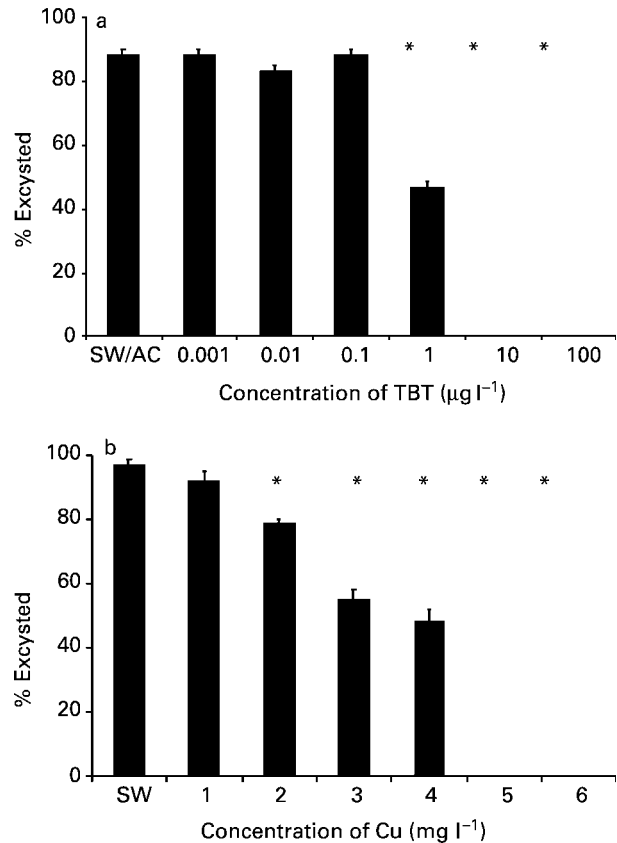 a
100
80
60
40
20
0
* * *
% Excysted
SW/AC 0.001 0.01 0.1 1 10 100
Concentration of TBT (μg l⁻¹)
b
100
80
60
40
20
0
* * * * *
% Excysted
SW 1 2 3 4 5 6
Concentration of Cu (mg l⁻¹)